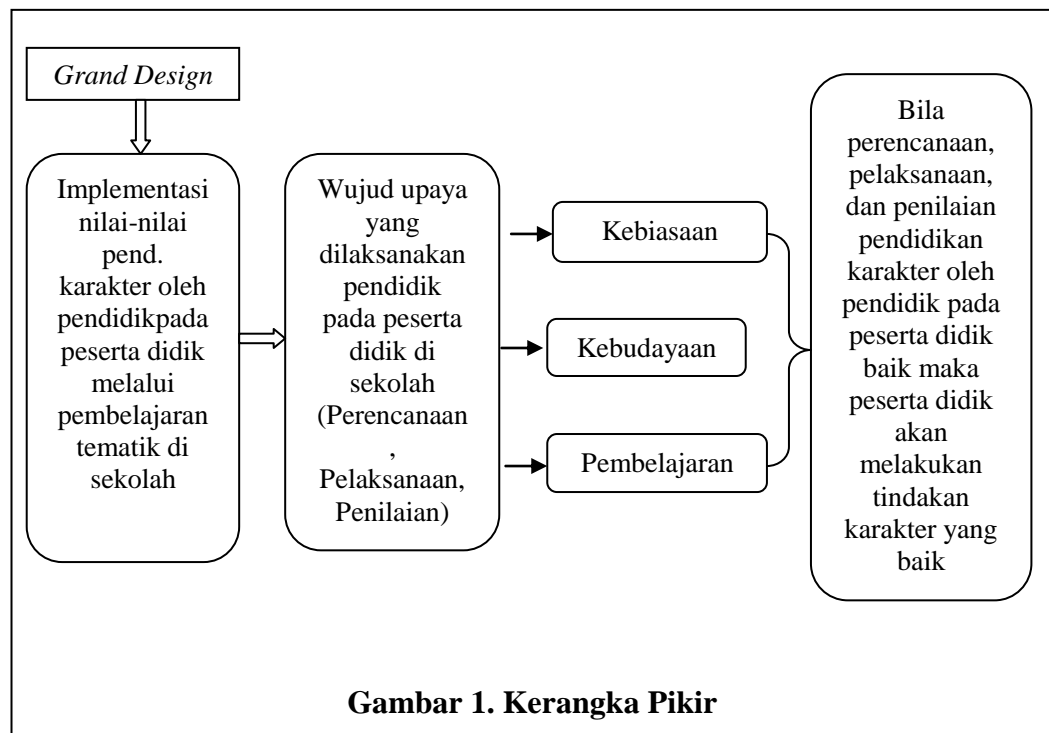 Grand Design
Implementasi
nilai-nilai
pend.
karakter oleh
pendidikpada
peserta didik
melalui
pembelajaran
tematik di
sekolah
Wujud upaya
yang
dilaksanakan
pendidik
pada peserta
didik di
sekolah
(Perencanaan
,
Pelaksanaan,
Penilaian)
Kebiasaan
Kebudayaan
Pembelajaran
Bila
perencanaan,
pelaksanaan,
dan penilaian
pendidikan
karakter oleh
pendidik pada
peserta didik
baik maka
peserta didik
akan
melakukan
tindakan
karakter yang
baik
Gambar 1. Kerangka Pikir